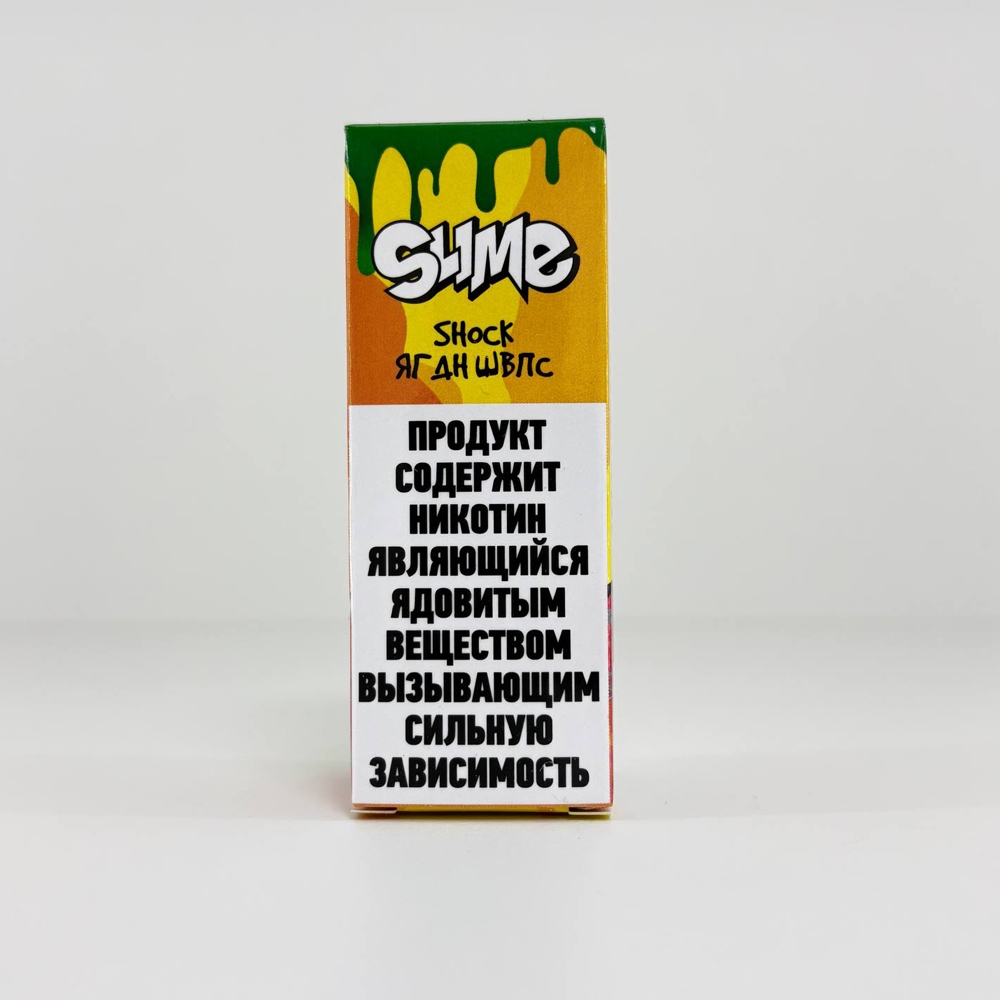 SLIME
SHOCK
ЯГДН ШВПС
ПРОДУКТ
СОДЕРЖИТ
НИКОТИН
ЯВЛЯЮЩИЙСЯ
ЯДОВИТЫМ
ВЕЩЕСТВОМ
ВЫЗЫВАЮЩИМ
СИЛЬНУЮ
ЗАВИСИМОСТЬ